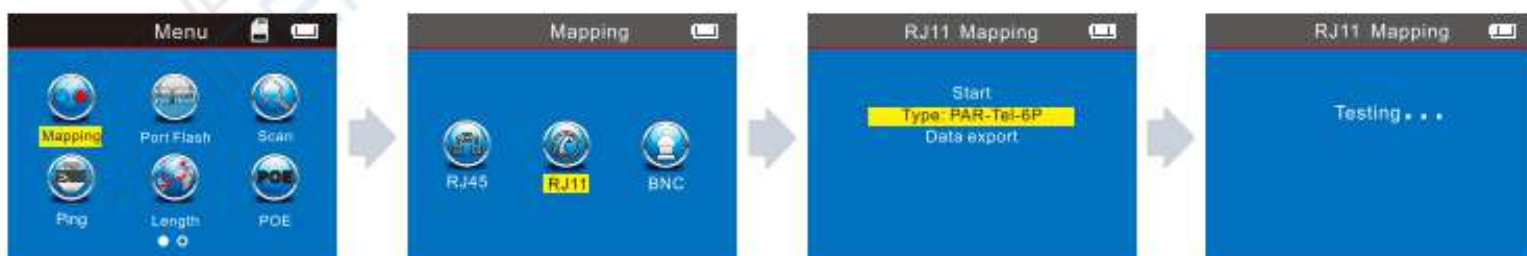 Menu
Mapping Port Flash Scan
Ping Length POE
POE
Mapping
RJ45 RJ11 BNC
RJ11 Mapping
Start
Type: PAR-Tel-6P
Data export
RJ11 Mapping
Testing...